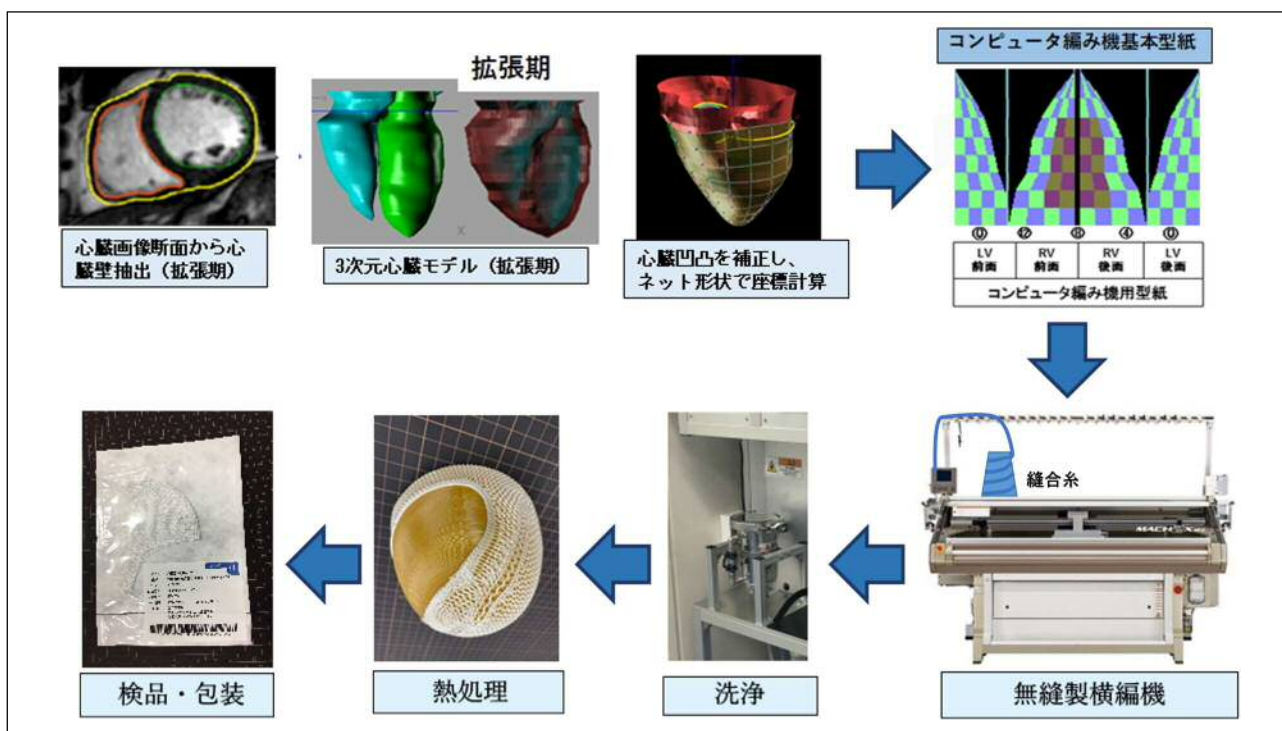 拡張期
コンピュータ編み機基本型紙
心臓画像断面から心
臓壁抽出（拡張期）
X
3次元心臓モデル（拡張期）
心臓凹凸を補正し、
ネット形状で座標計算
LV
前面
RV
前面
RV
後面
LV
後面
コンピュータ編み機用型紙
縫合糸
MACH2XS
検品・包装
熱処理
洗浄
無縫製横編機